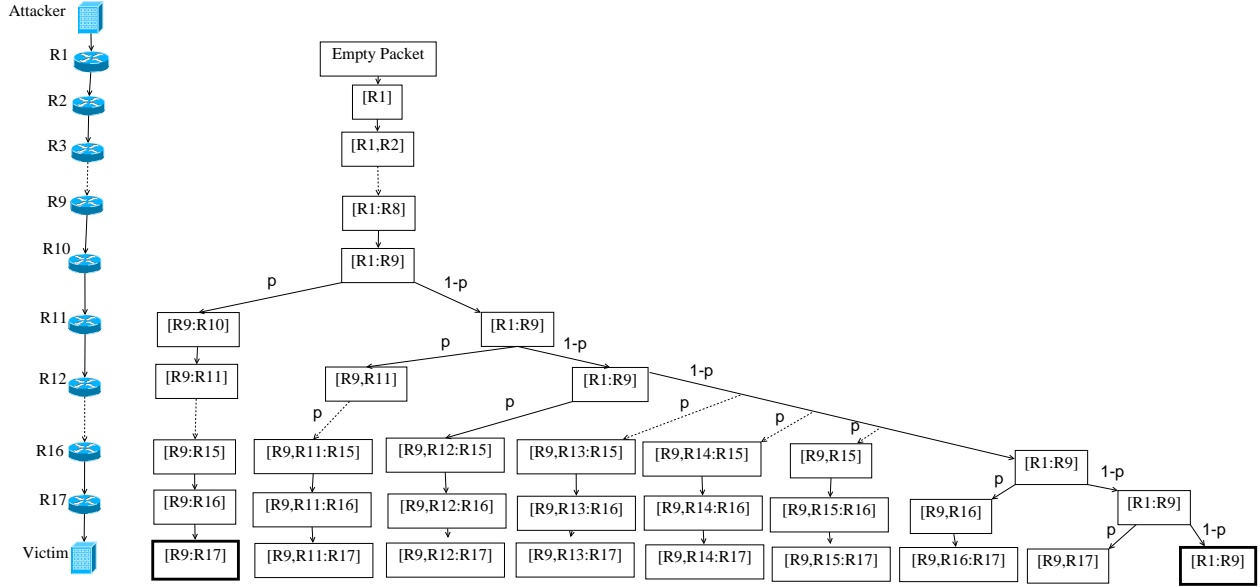 Attacker
R1
Empty Packet
R2
[R1]
R3
[R1,R2]
R9
[R1:R8]
R10
[R1:R9]
p
1-p
R11
[R9:R10]
[R1:R9]
p
1-p
R12
[R9:R11]
[R9,R11]
[R1:R9]
1-p
p
p
p
p
p
R16
[R9:R15]
[R9,R11:R15]
[R9,R12:R15]
[R9,R13:R15]
[R9,R14:R15]
[R9,R15]
[R1:R9]
p
1-p
R17
[R9:R16]
[R9,R11:R16]
[R9,R12:R16]
[R9,R13:R16]
[R9,R14:R16]
[R9,R15:R16]
[R9,R16]
[R1:R9]
p
1-p
Victim
[R9:R17]
[R9,R11:R17]
[R9,R12:R17]
[R9,R13:R17]
[R9,R14:R17]
[R9,R15:R17]
[R9,R16:R17]
[R9,R17]
[R1:R9]